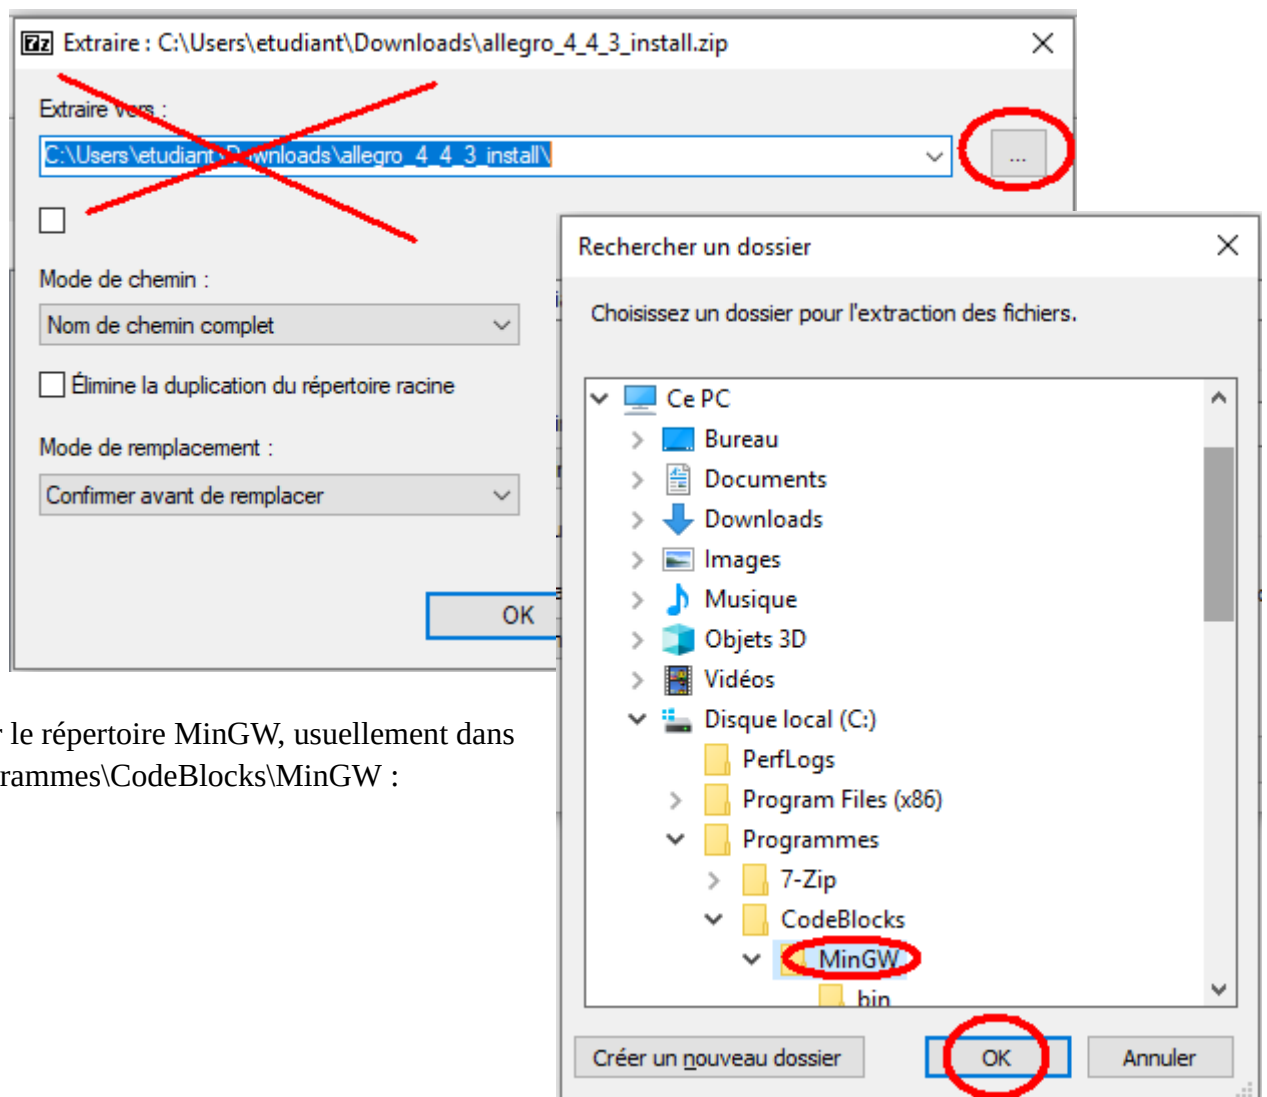 Extraire : C:\Users\etudiant\Downloads\allegro_4_4_3_install.zip
Extraire vers :
C:\Users\etudiant\Downloads\allegro_4_4_3_install\
...
Mode de chemin :
Nom de chemin complet
Élimine la duplication du répertoire racine
Mode de remplacement :
Confirmer avant de remplacer
OK
Rechercher un dossier
Choisissez un dossier pour l'extraction des fichiers.
Ce PC
Bureau
Documents
Downloads
Images
Musique
Objets 3D
Vidéos
Disque local (C:)
PerfLogs
Program Files (x86)
Programmes
7-Zip
CodeBlocks
MinGW
bin
Créer un nouveau dossier
OK
Annuler
le répertoire MinGW, usuellement dans
rammes\CodeBlocks\MinGW :